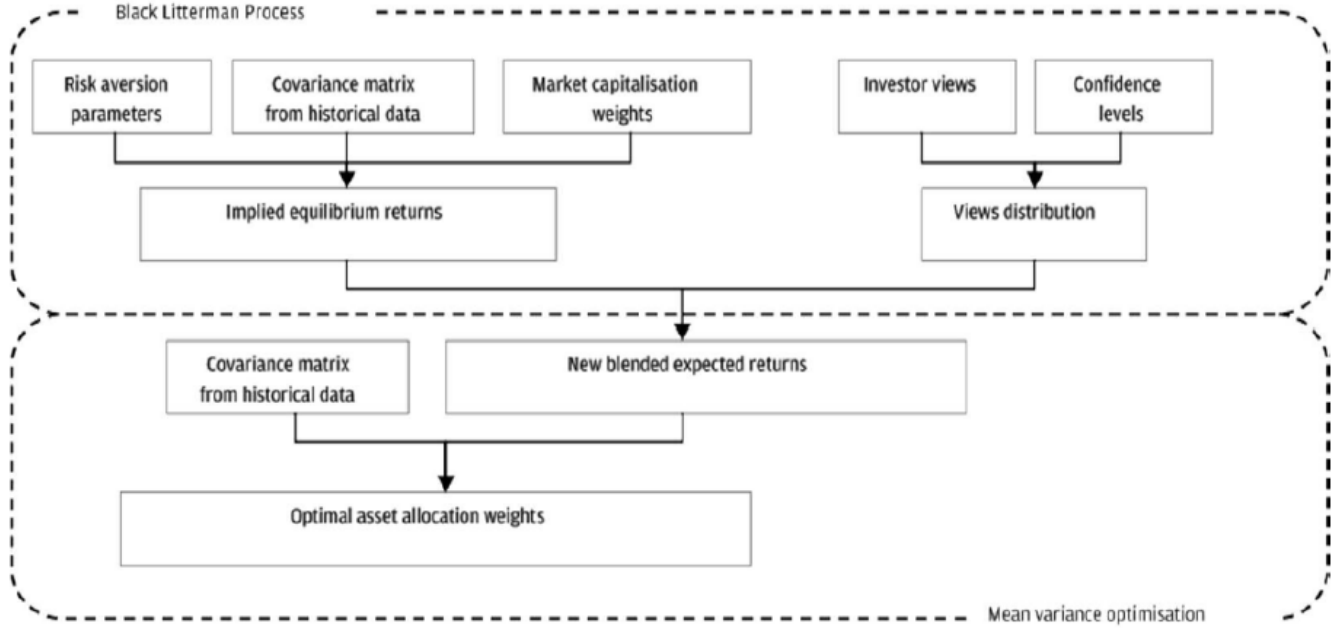 Black Litterman Process
Risk aversion
parameters
Covariance matrix
from historical data
Market capitalisation
weights
Investor views
Confidence
levels
Implied equilibrium returns
Views distribution
Covariance matrix
from historical data
New blended expected returns
Optimal asset allocation weights
Mean variance optimisation